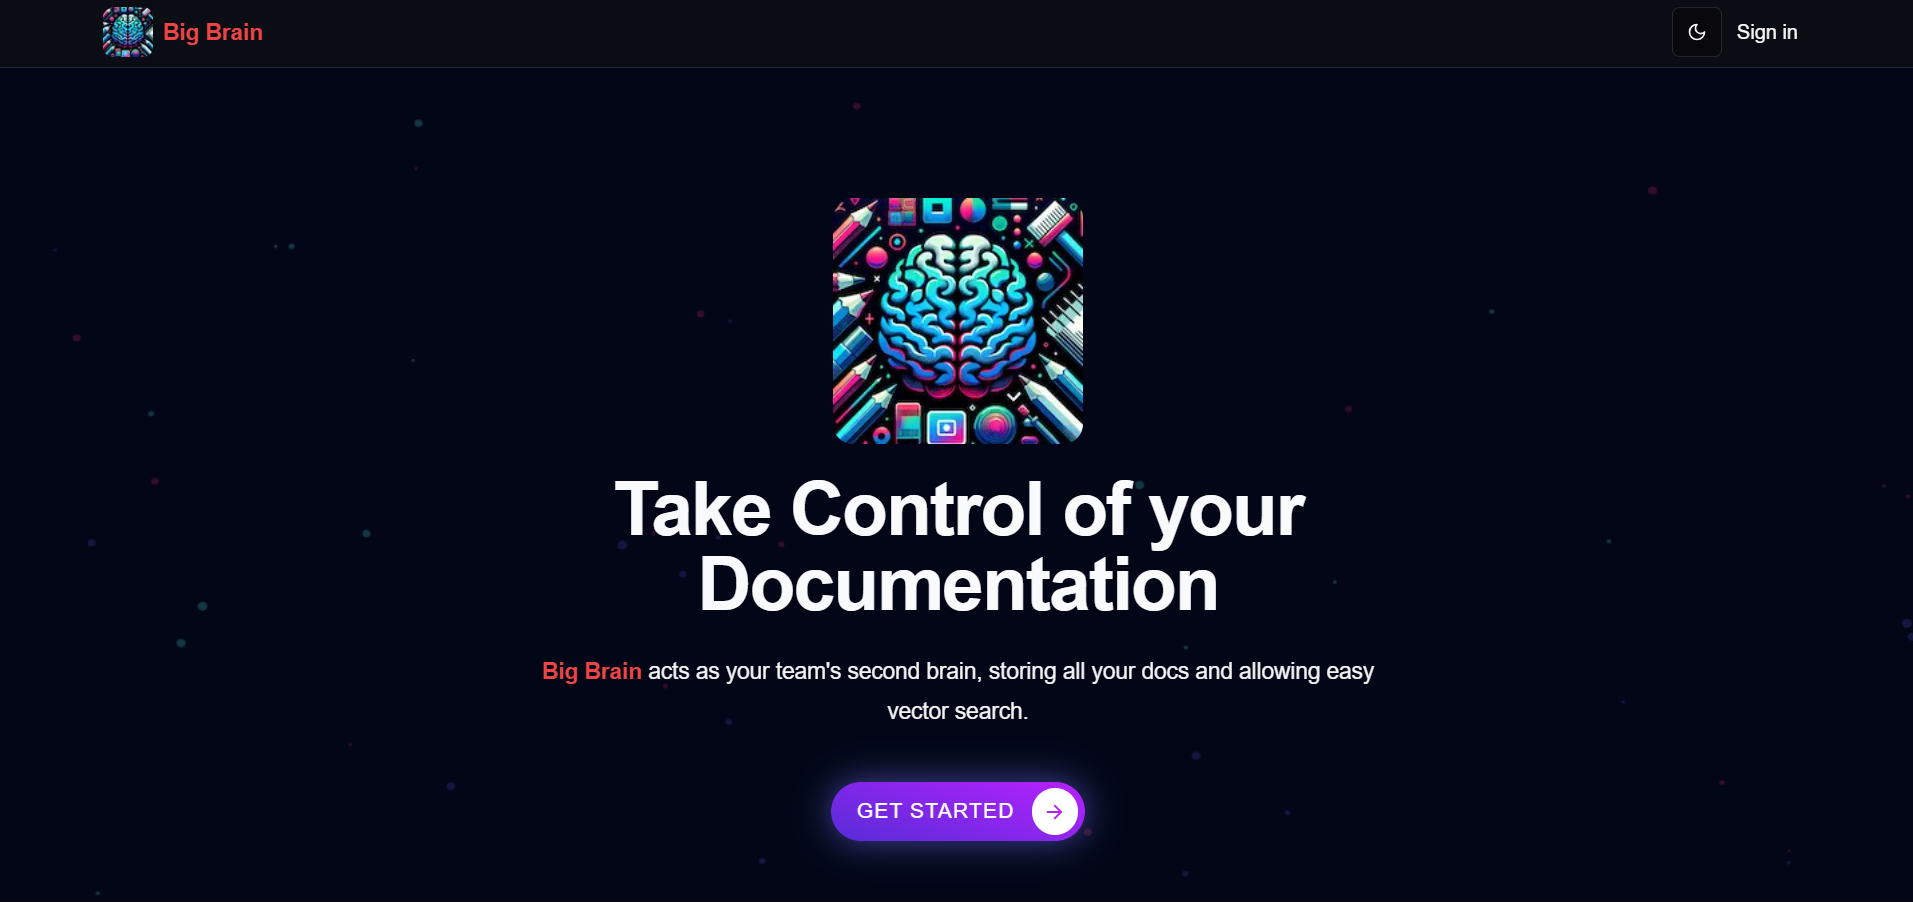 Big Brain
Sign in
Take Control of your
Documentation
Big Brain acts as your team's second brain, storing all your docs and allowing easy
vector search.
GET STARTED